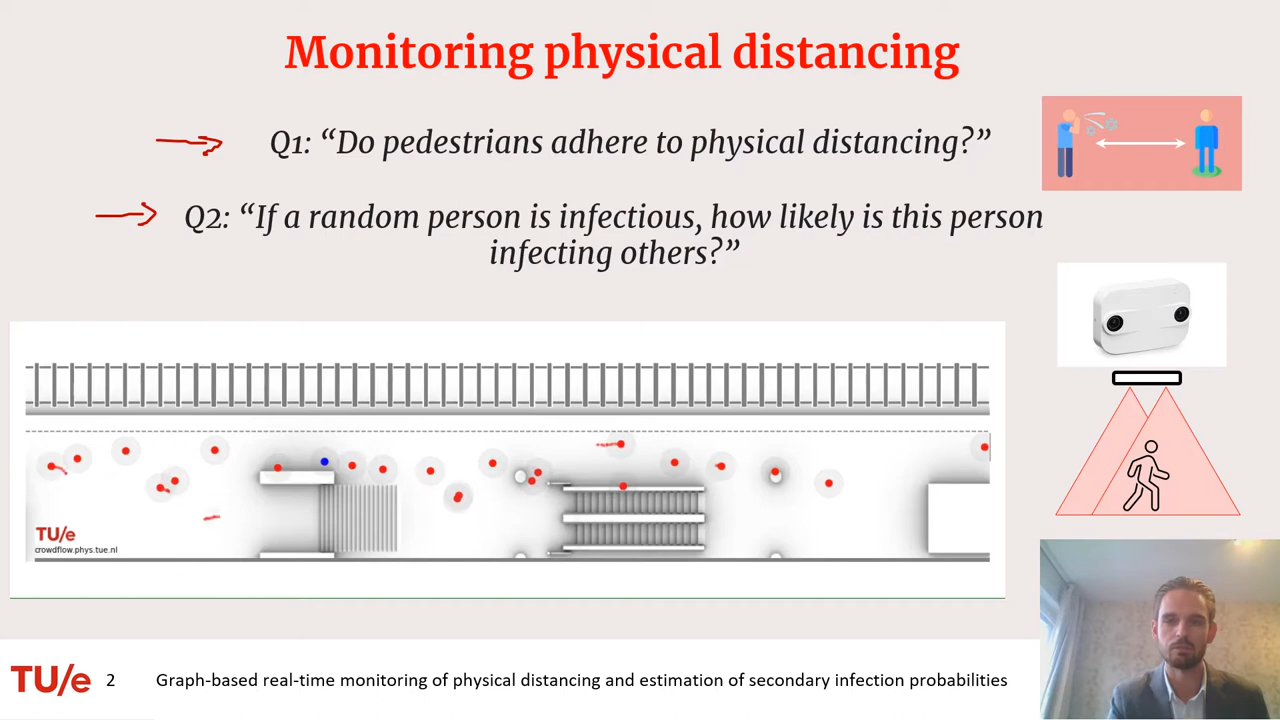 Monitoring physical distancing
Q1: “Do pedestrians adhere to physical distancing?”
Q2: “If a random person is infectious, how likely is this person
infecting others?”
TU/e
crowdflow.phys.tue.nl
TU/e 2 Graph-based real-time monitoring of physical distancing and estimation of secondary infection probabilities